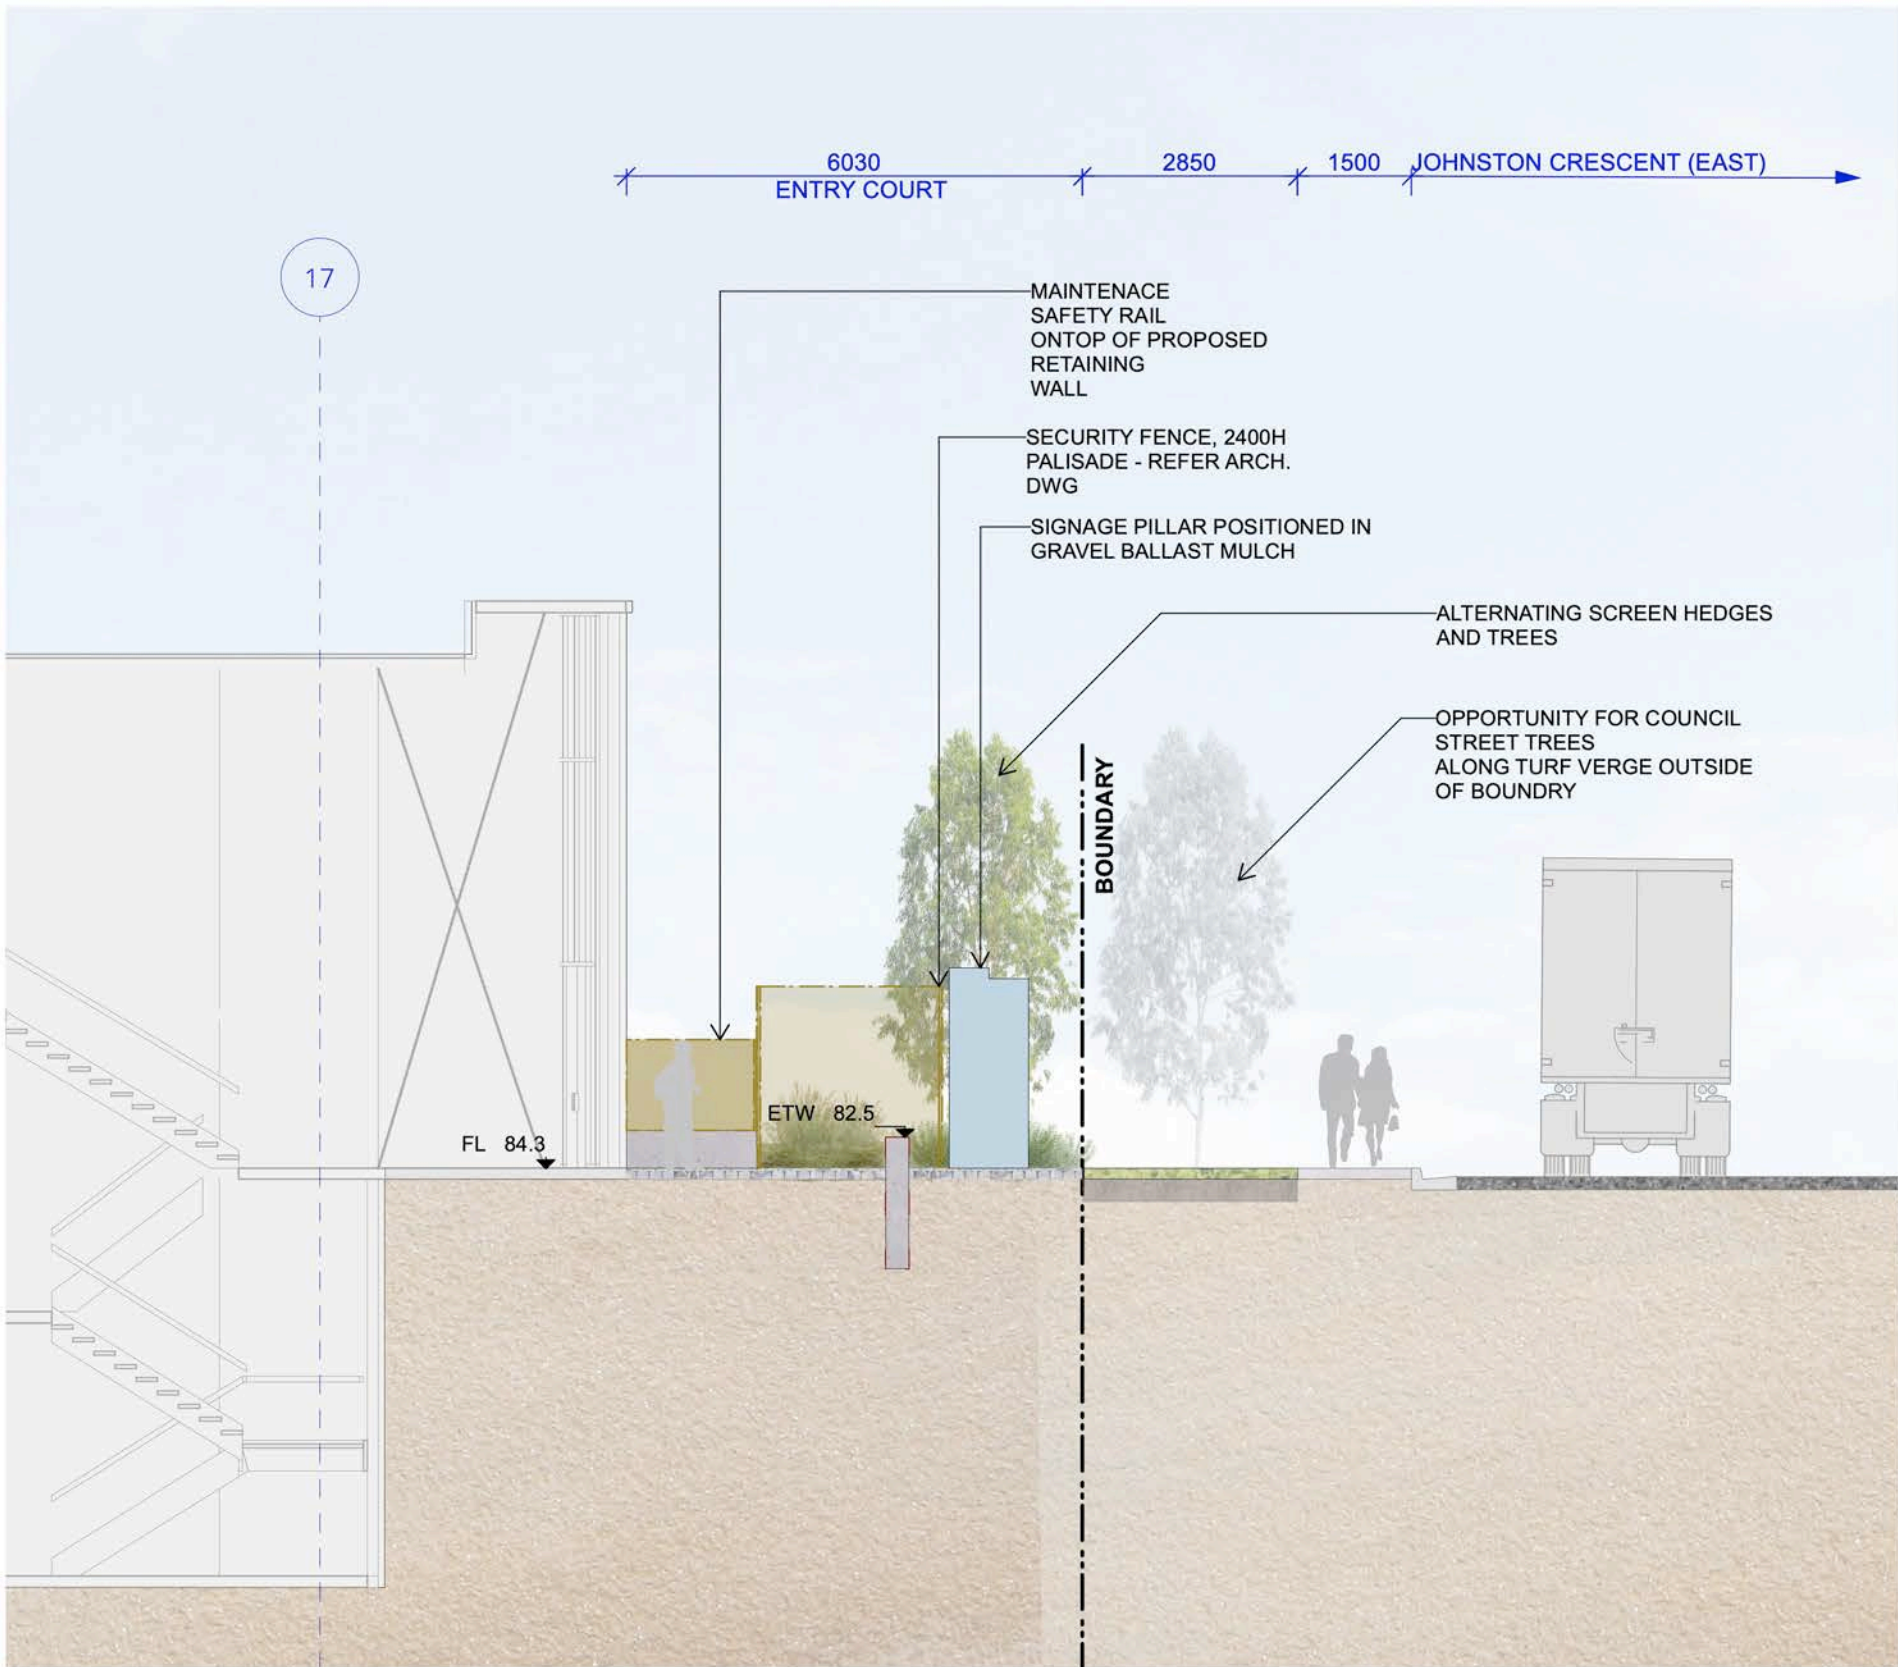 6030
ENTRY COURT
2850
1500
JOHNSTON CRESCENT (EAST)
17
MAINTENACE
SAFETY RAIL
ONTOP OF PROPOSED
RETAINING
WALL
SECURITY FENCE, 2400H
PALISADE - REFER ARCH.
DWG
SIGNAGE PILLAR POSITIONED IN
GRAVEL BALLAST MULCH
ALTERNATING SCREEN HEDGES
AND TREES
OPPORTUNITY FOR COUNCIL
STREET TREES
ALONG TURF VERGE OUTSIDE
OF BOUNDRY
BOUNDARY
ETW 82.5
FL 84.3